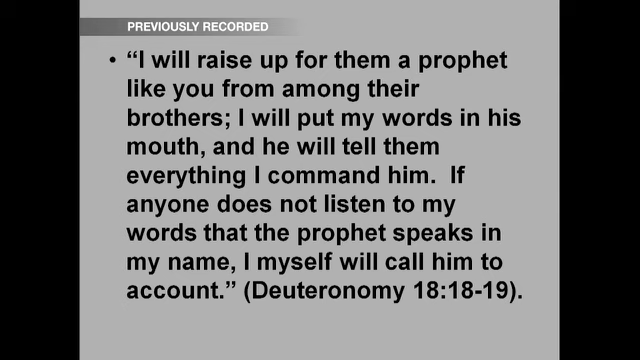 PREVIOUSLY RECORDED
• “I will raise up for them a prophet
like you from among their
brothers; I will put my words in his
mouth, and he will tell them
everything I command him.  If
anyone does not listen to my
words that the prophet speaks in
my name, I myself will call him to
account.” (Deuteronomy 18:18-19).